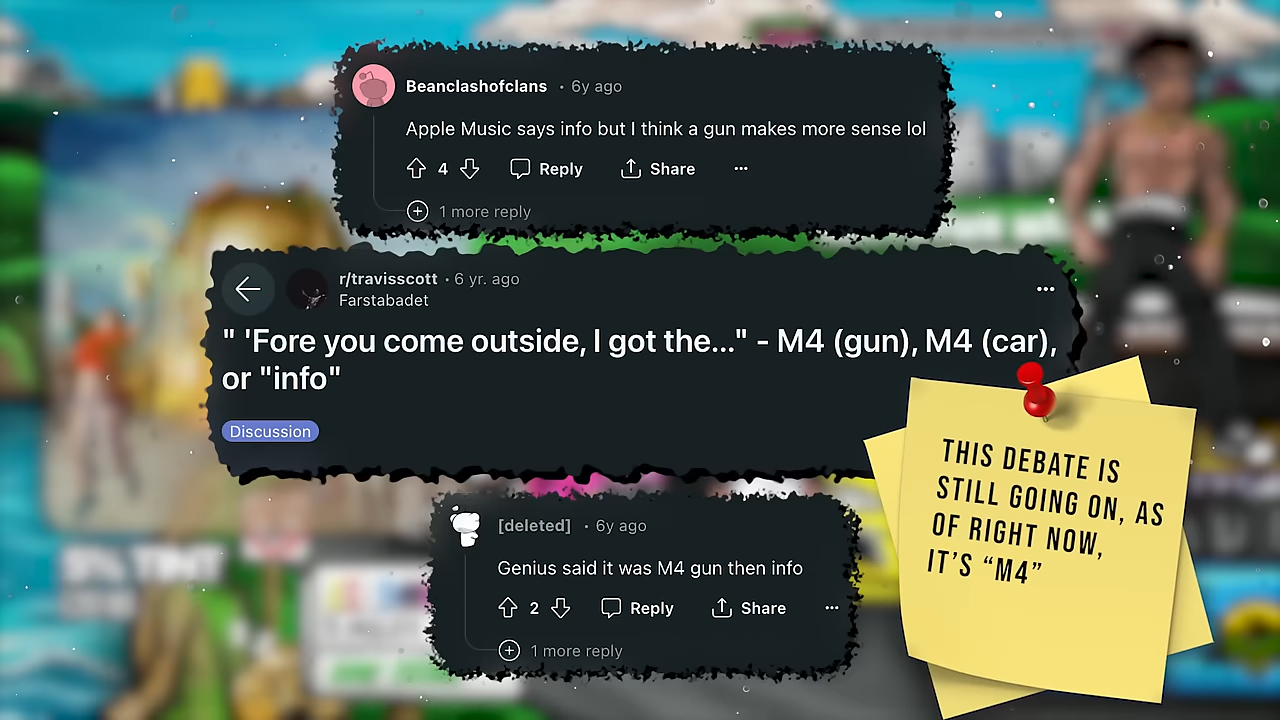 Beanclashofclans • 6y ago
Apple Music says info but I think a gun makes more sense lol
4 Reply Share ...
1 more reply
r/travisscott • 6 yr. ago
Farstabadet
" 'Fore you come outside, I got the..." - M4 (gun), M4 (car),
or "info"
Discussion
[deleted] • 6y ago
Genius said it was M4 gun then info
2 Reply Share ...
1 more reply
THIS DEBATE IS
STILL GOING ON, AS
OF RIGHT NOW,
IT'S “M4”